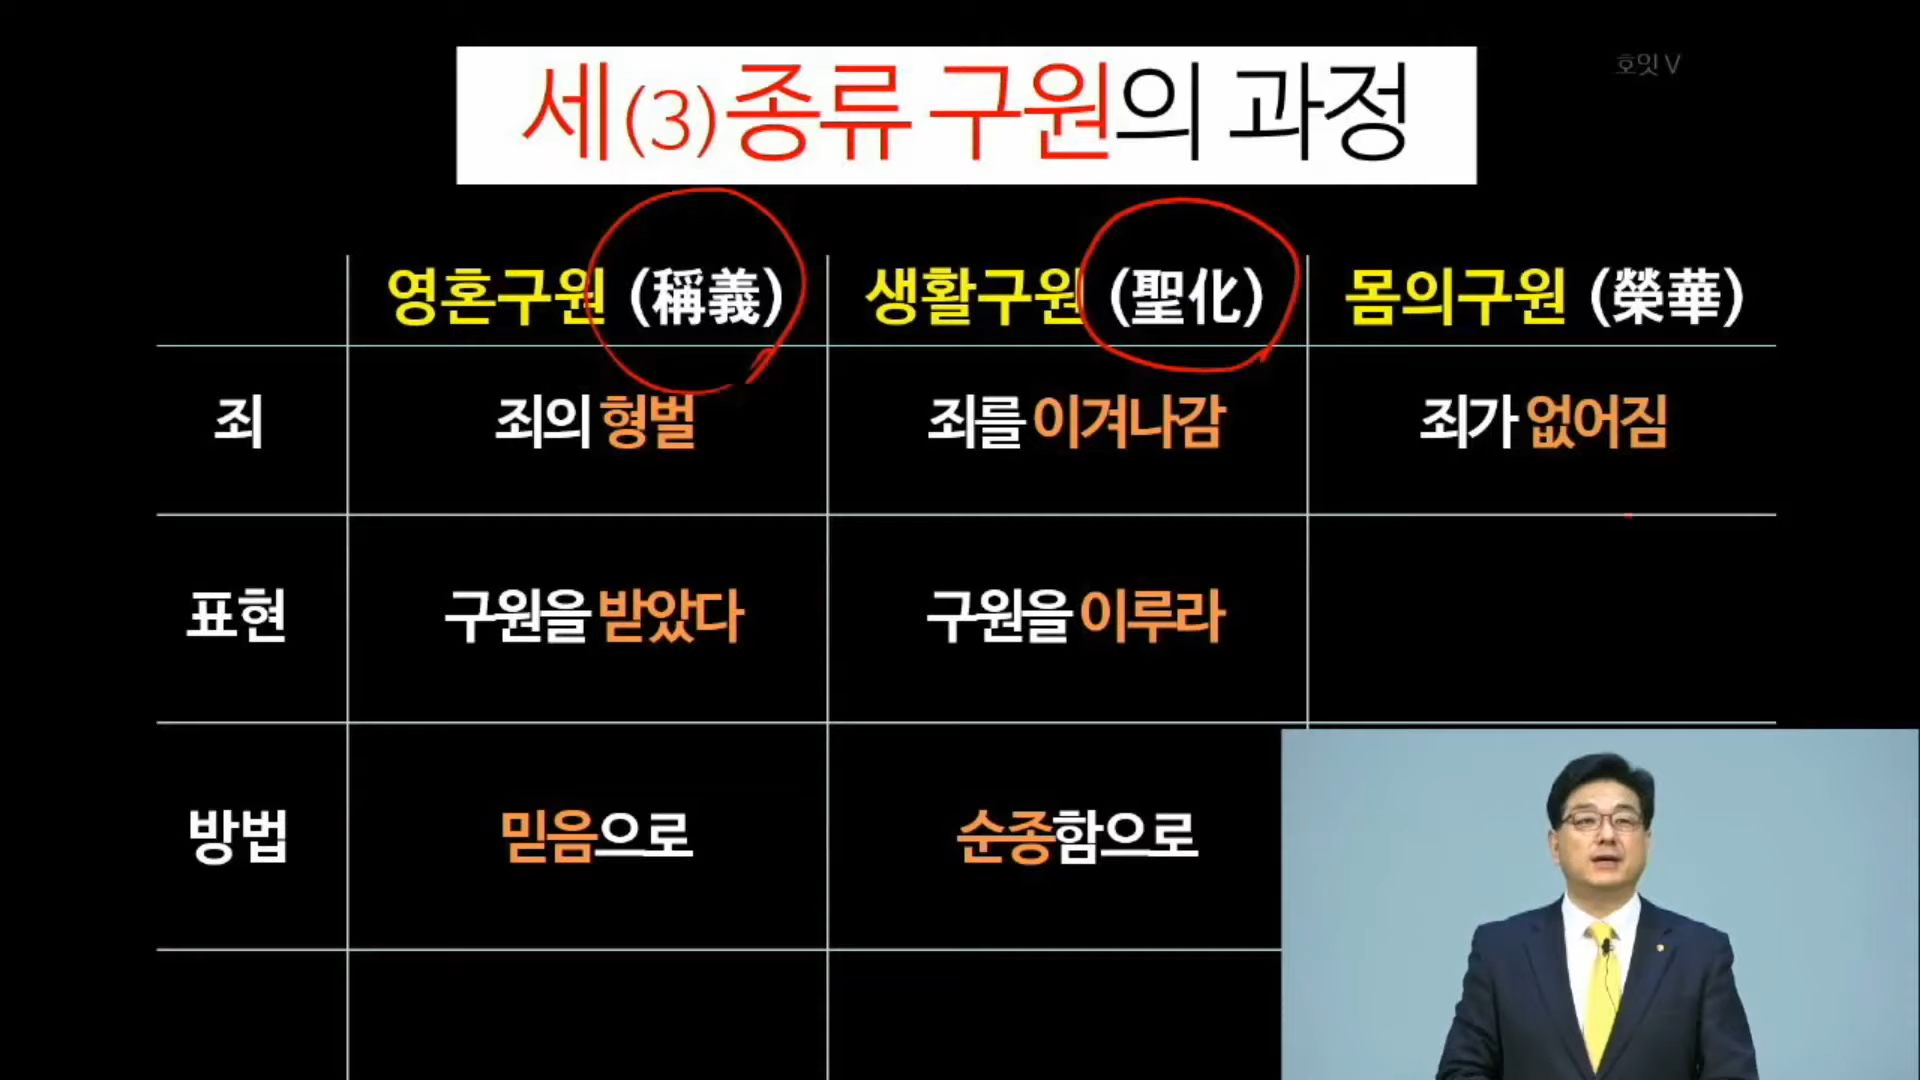 호잇 V
세(3)종류 구원의 과정
영혼구원 (稱義) 생활구원 (聖化) 몸의구원 (榮華)
죄 죄의 형벌 죄를 이겨나감 죄가 없어짐
표현 구원을 받았다 구원을 이루라
방법 믿음으로 순종함으로